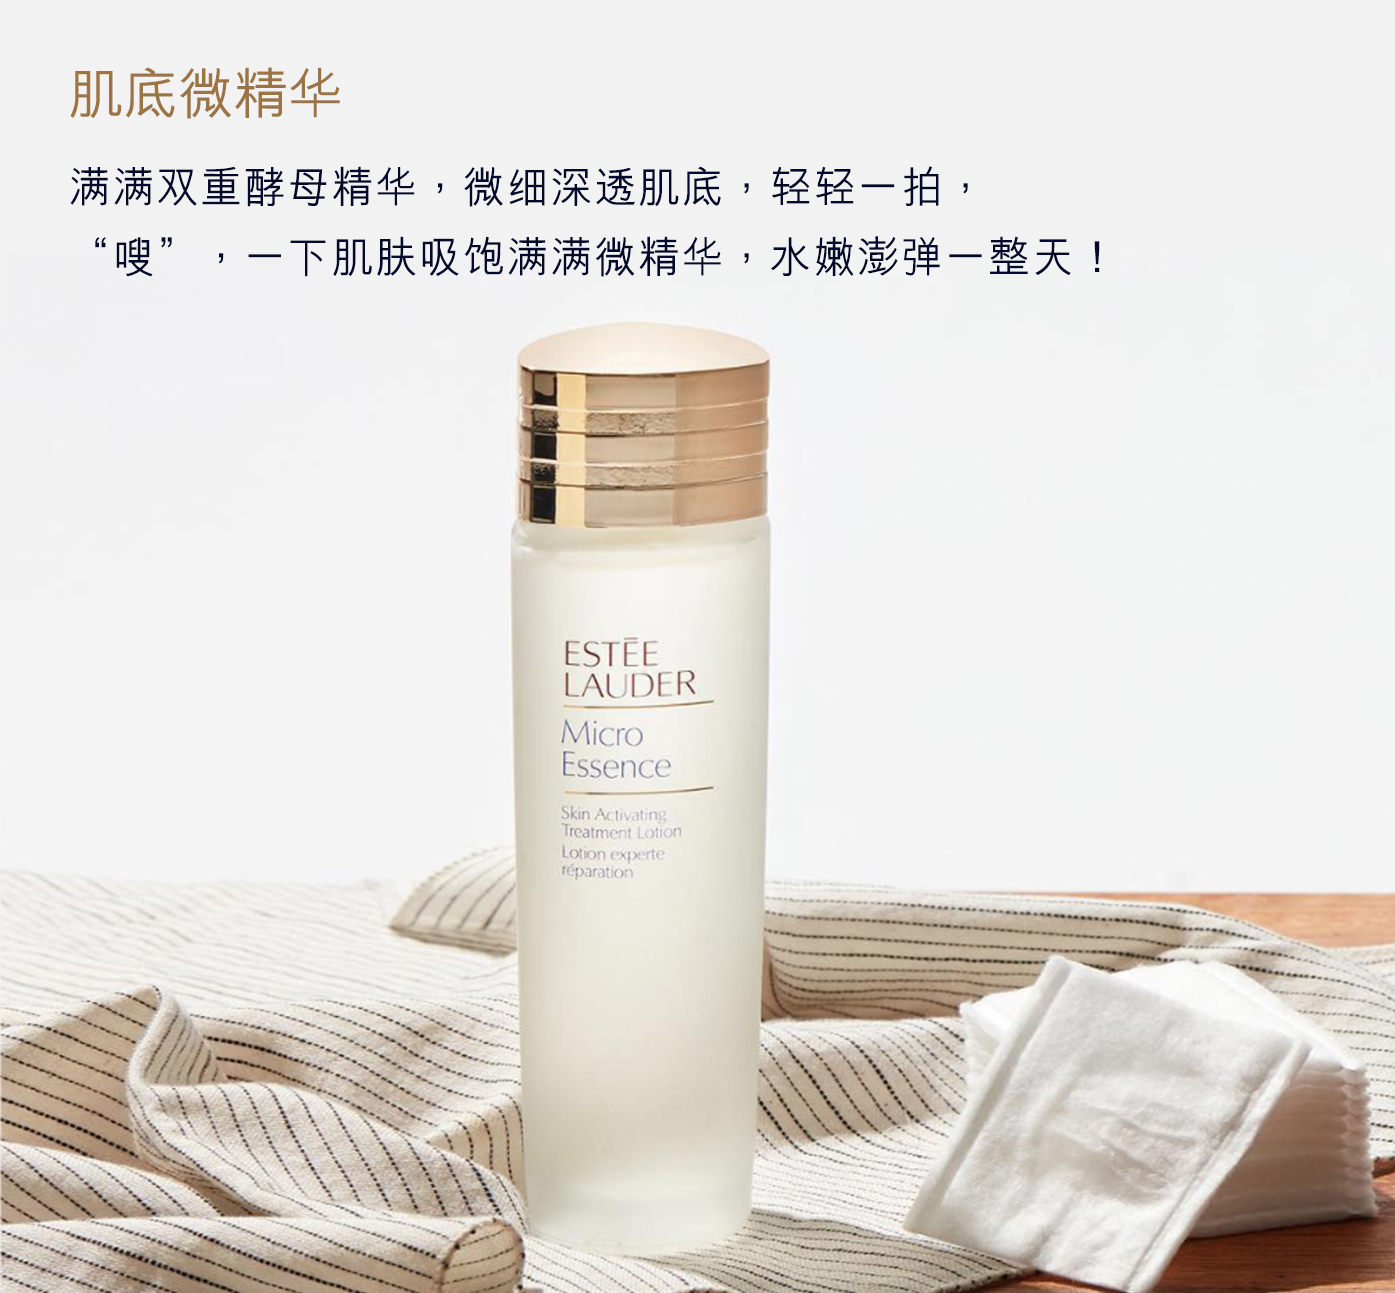 肌底微精华
满满双重酵母精华，微细深透肌底，轻轻一拍，
“嗖”，一下肌肤吸饱满满微精华，水嫩澎弹一整天！
ESTĒE
LAUDER
Micro
Essence
Skin Activating
Treatment Lotion
Lotion experte
réparation